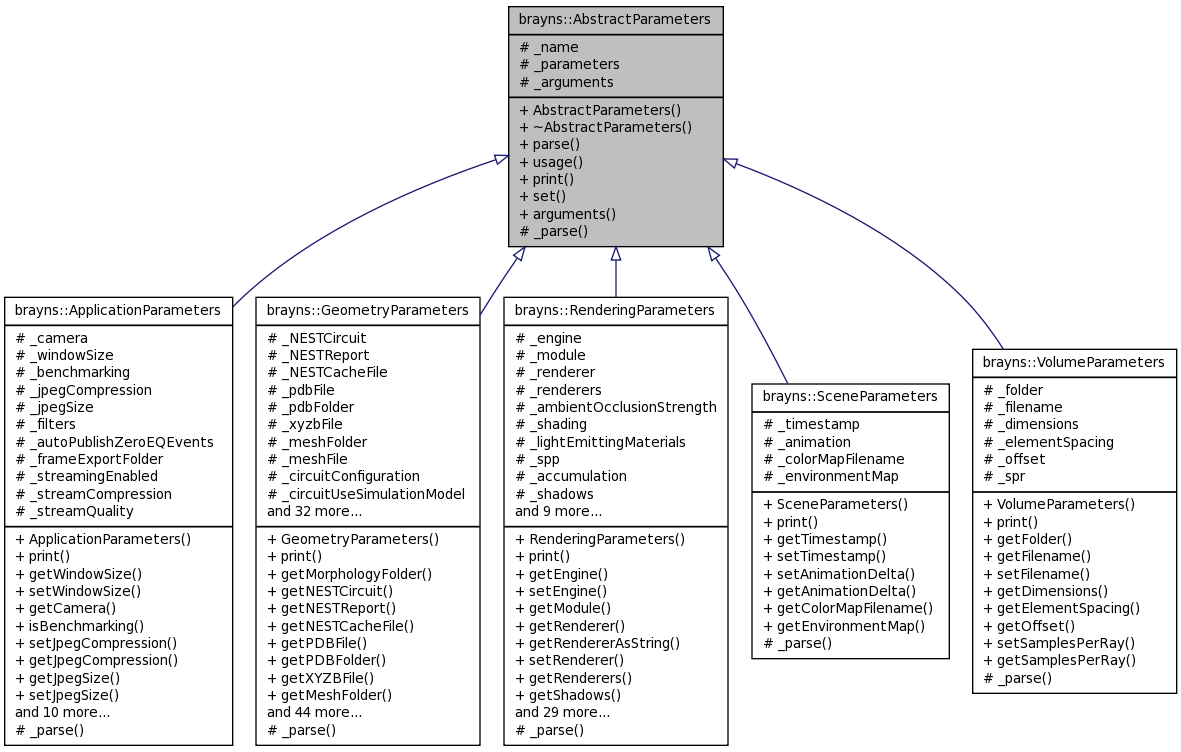 brayns::AbstractParameters
# _name
# _parameters
# _arguments
+ AbstractParameters()
+ ~AbstractParameters()
+ parse()
+ usage()
+ print()
+ set()
+ arguments()
# _parse()
brayns::ApplicationParameters
# _camera
# _windowSize
# _benchmarking
# _jpegCompression
# _jpegSize
# _filters
# _autoPublishZeroEQEvents
# _frameExportFolder
# _streamingEnabled
# _streamCompression
# _streamQuality
+ ApplicationParameters()
+ print()
+ getWindowSize()
+ setWindowSize()
+ getCamera()
+ isBenchmarking()
+ setJpegCompression()
+ getJpegCompression()
+ getJpegSize()
+ setJpegSize()
and 10 more...
# _parse()
brayns::GeometryParameters
# _NESTCircuit
# _NESTReport
# _NESTCacheFile
# _pdbFile
# _pdbFolder
# _xyzbFile
# _meshFolder
# _meshFile
# _circuitConfiguration
# _circuitUseSimulationModel
and 32 more...
+ GeometryParameters()
+ print()
+ getMorphologyFolder()
+ getNESTCircuit()
+ getNESTReport()
+ getNESTCacheFile()
+ getPDBFile()
+ getPDBFolder()
+ getXYZBFile()
+ getMeshFolder()
and 44 more...
# _parse()
brayns::RenderingParameters
# _engine
# _module
# _renderer
# _renderers
# _ambientOcclusionStrength
# _shading
# _lightEmittingMaterials
# _spp
# _accumulation
# _shadows
and 9 more...
+ RenderingParameters()
+ print()
+ getEngine()
+ setEngine()
+ getModule()
+ getRenderer()
+ getRendererAsString()
+ setRenderer()
+ getRenderers()
+ getShadows()
and 29 more...
# _parse()
brayns::SceneParameters
# _timestamp
# _animation
# _colorMapFilename
# _environmentMap
+ SceneParameters()
+ print()
+ getTimestamp()
+ setTimestamp()
+ setAnimationDelta()
+ getAnimationDelta()
+ getColorMapFilename()
+ getEnvironmentMap()
# _parse()
brayns::VolumeParameters
# _folder
# _filename
# _dimensions
# _elementSpacing
# _offset
# _spr
+ VolumeParameters()
+ print()
+ getFolder()
+ getFilename()
+ setFilename()
+ getDimensions()
+ getElementSpacing()
+ getOffset()
+ setSamplesPerRay()
+ getSamplesPerRay()
# _parse()